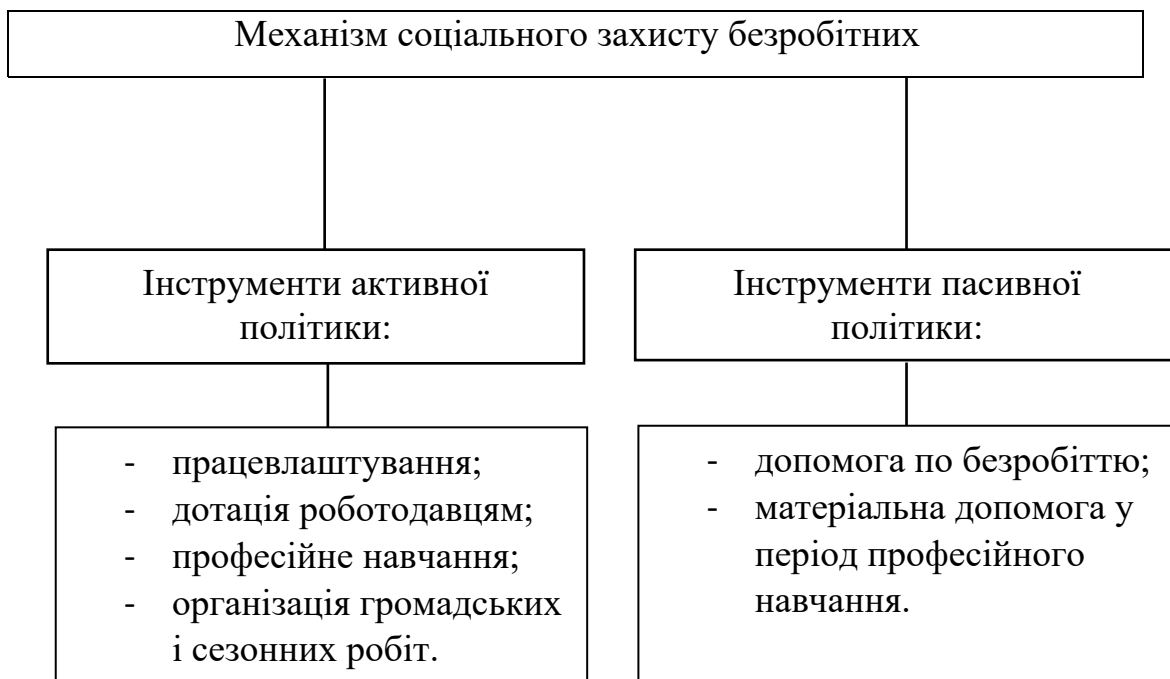 Механізм соціального захисту безробітних
Інструменти активної
політики:
Інструменти пасивної
політики:
- працевлаштування;
- дотація роботодавцям;
- професійне навчання;
- організація громадських
і сезонних робіт.
- допомога по безробіттю;
- матеріальна допомога у
період професійного
навчання.